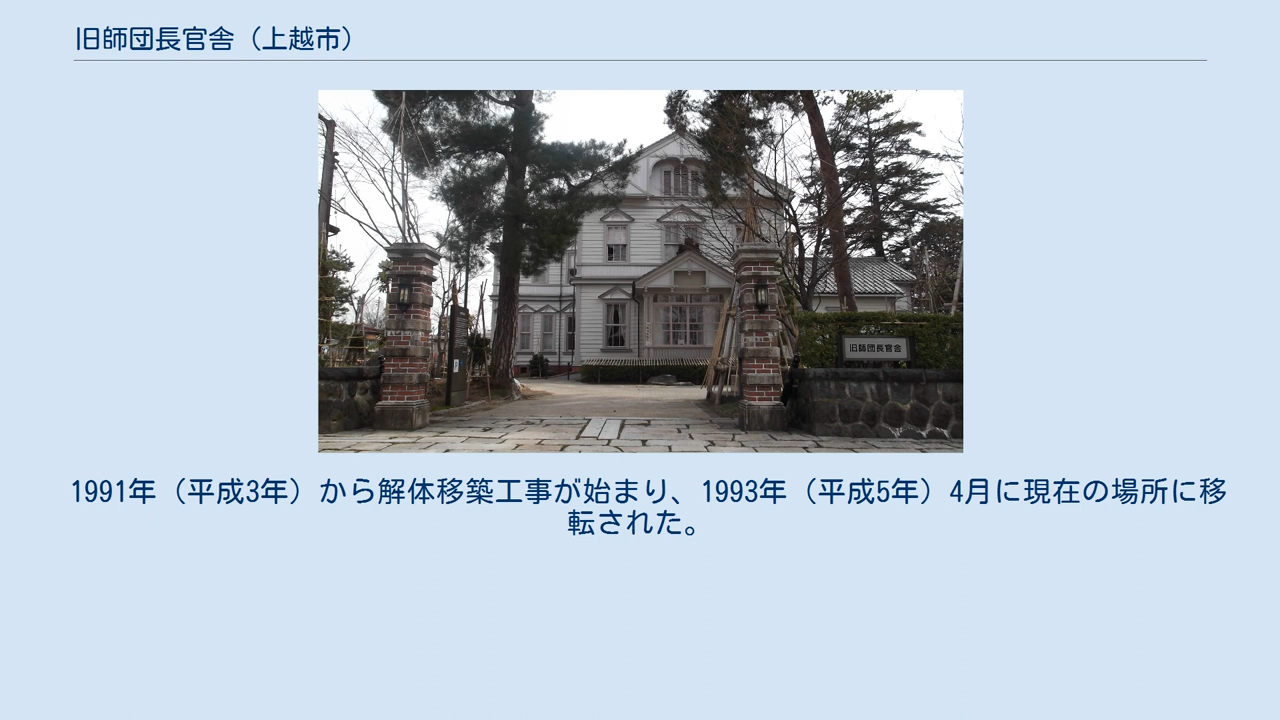 旧師団長官舎（上越市）
旧師団長官舎
1991年（平成3年）から解体移築工事が始まり、1993年（平成5年）4月に現在の場所に移
転された。